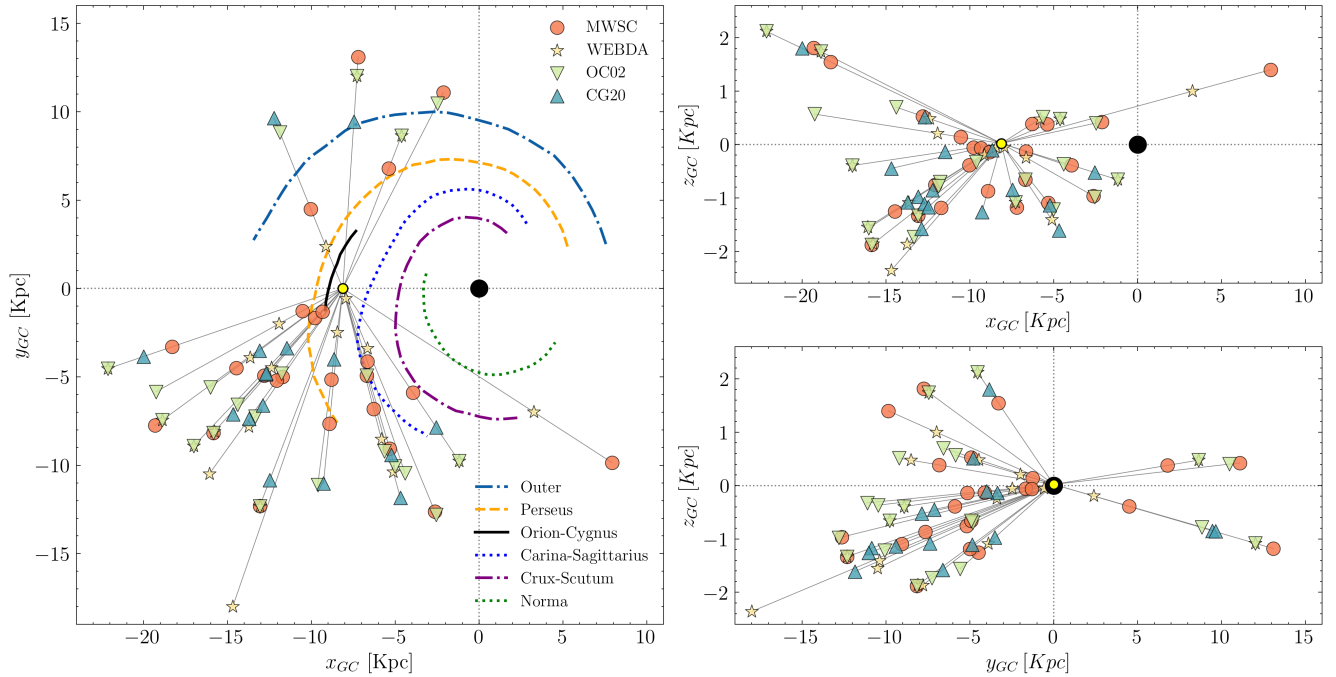 15
10
5
0
−5
−10
−15
y_GC [Kpc]
−20 −15 −10 −5 0 5 10
x_GC [Kpc]
MWSC
WEBDA
OC02
CG20
Outer
Perseus
Orion-Cygnus
Carina-Sagittarius
Crux-Scutum
Norma
2
1
0
−1
−2
z_GC [Kpc]
−20 −15 −10 −5 0 5
x_GC [Kpc]
2
1
0
−1
−2
z_GC [Kpc]
−15 −10 −5 0 5 10 15
y_GC [Kpc]